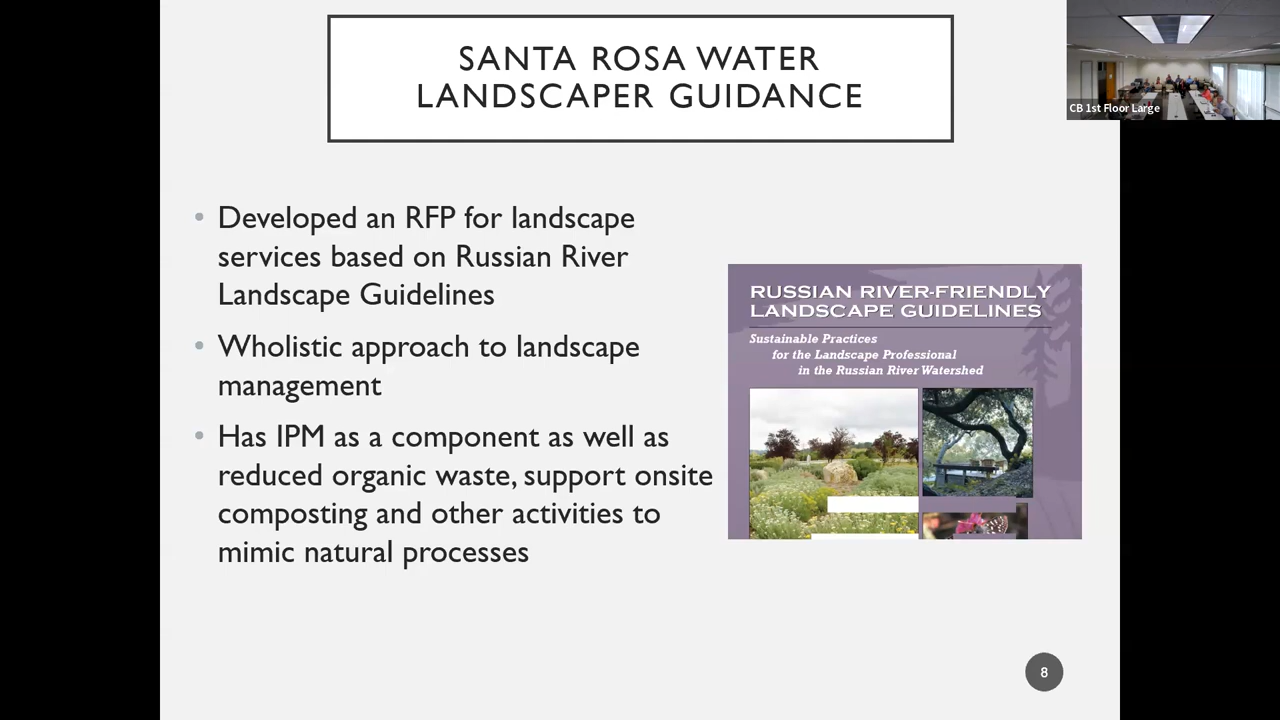 SANTA ROSA WATER
LANDSCAPER GUIDANCE
CB 1st Floor Large
• Developed an RFP for landscape
services based on Russian River
Landscape Guidelines
• Wholistic approach to landscape
management
• Has IPM as a component as well as
reduced organic waste, support onsite
composting and other activities to
mimic natural processes
RUSSIAN RIVER-FRIENDLY
LANDSCAPE GUIDELINES
Sustainable Practices
for the Landscape Professional
in the Russian River Watershed
8